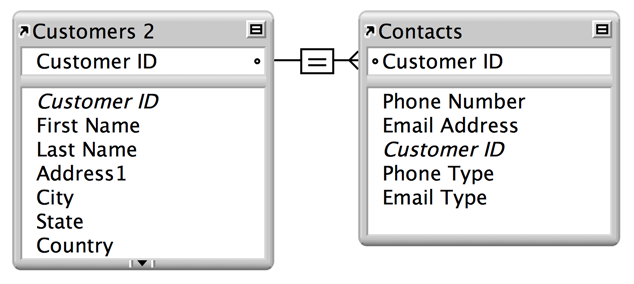 Customers 2
Customer ID
Customer ID
First Name
Last Name
Address1
City
State
Country
=
Contacts
Customer ID
Phone Number
Email Address
Customer ID
Phone Type
Email Type